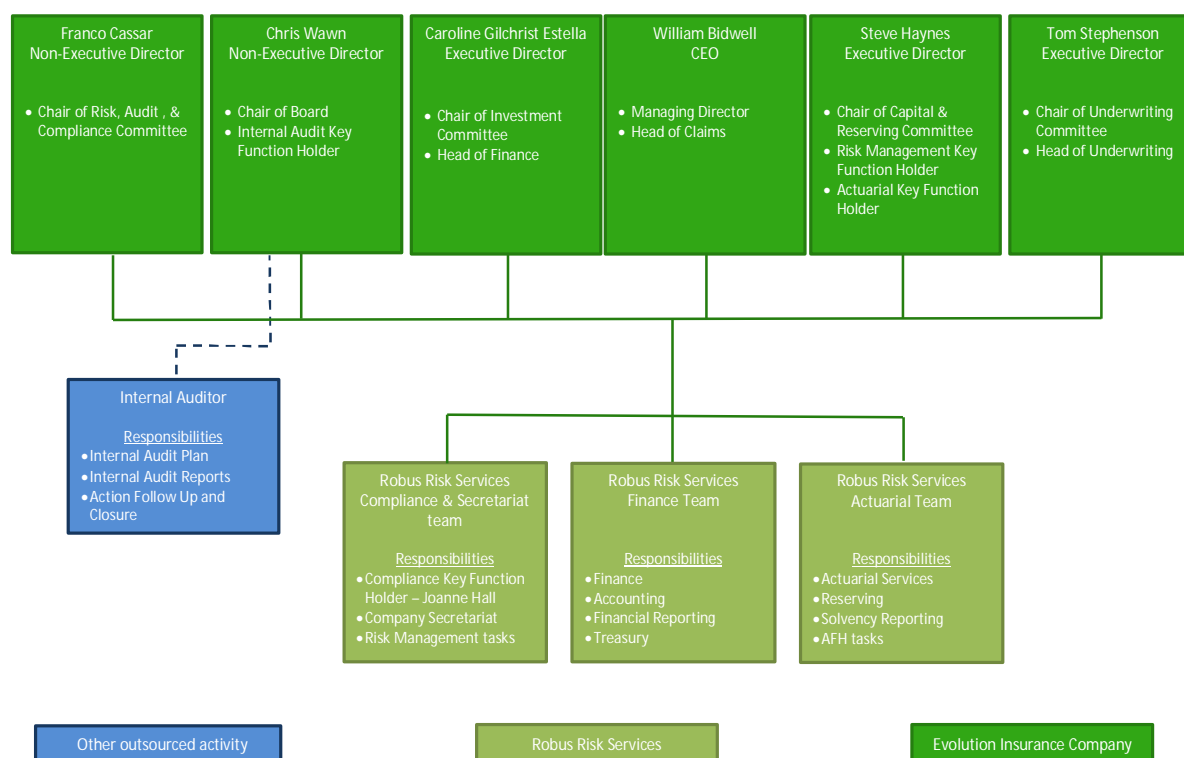 Franco Cassar
Non-Executive Director
• Chair of Risk, Audit , &
Compliance Committee
Chris Wawn
Non-Executive Director
• Chair of Board
• Internal Audit Key
Function Holder
Caroline Gilchrist Estella
Executive Director
• Chair of Investment
Committee
• Head of Finance
William Bidwell
CEO
• Managing Director
• Head of Claims
Steve Haynes
Executive Director
• Chair of Capital &
Reserving Committee
• Risk Management Key
Function Holder
• Actuarial Key Function
Holder
Tom Stephenson
Executive Director
• Chair of Underwriting
Committee
• Head of Underwriting
Internal Auditor
Responsibilities
• Internal Audit Plan
• Internal Audit Reports
• Action Follow Up and
Closure
Robus Risk Services
Compliance & Secretariat
team
Responsibilities
• Compliance Key Function
Holder – Joanne Hall
• Company Secretariat
• Risk Management tasks
Robus Risk Services
Finance Team
Responsibilities
• Finance
• Accounting
• Financial Reporting
• Treasury
Robus Risk Services
Actuarial Team
Responsibilities
• Actuarial Services
• Reserving
• Solvency Reporting
• AFH tasks
Other outsourced activity
Robus Risk Services
Evolution Insurance Company